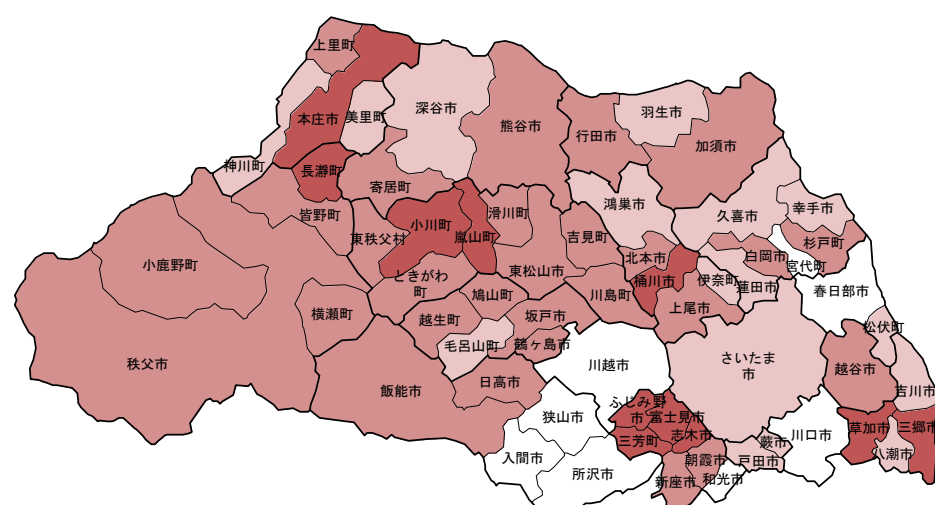 上里町
深谷市
羽生市
本庄市
美里町
熊谷市
行田市
加須市
神川町
長瀞町
寄居町
鴻巣市
幸手市
皆野町
小川町
滑川町
久喜市
東秩父村
嵐山町
吉見町
杉戸町
小鹿野町
東松山市
北本市
白岡市
宮代町
ときがわ
町
桶川市
伊奈町
蓮田市
春日部市
鳩山町
川島町
上尾市
横瀬町
越生町
坂戸市
松伏町
毛呂山町
鶴ヶ島市
秩父市
川越市
さいたま
市
越谷市
日高市
飯能市
吉川市
ふじみ野
市
狭山市
富士見市
三芳町
志木市
蕨市
川口市
草加市
三郷市
入間市
朝霞市
戸田市
八潮市
所沢市
新座市
和光市